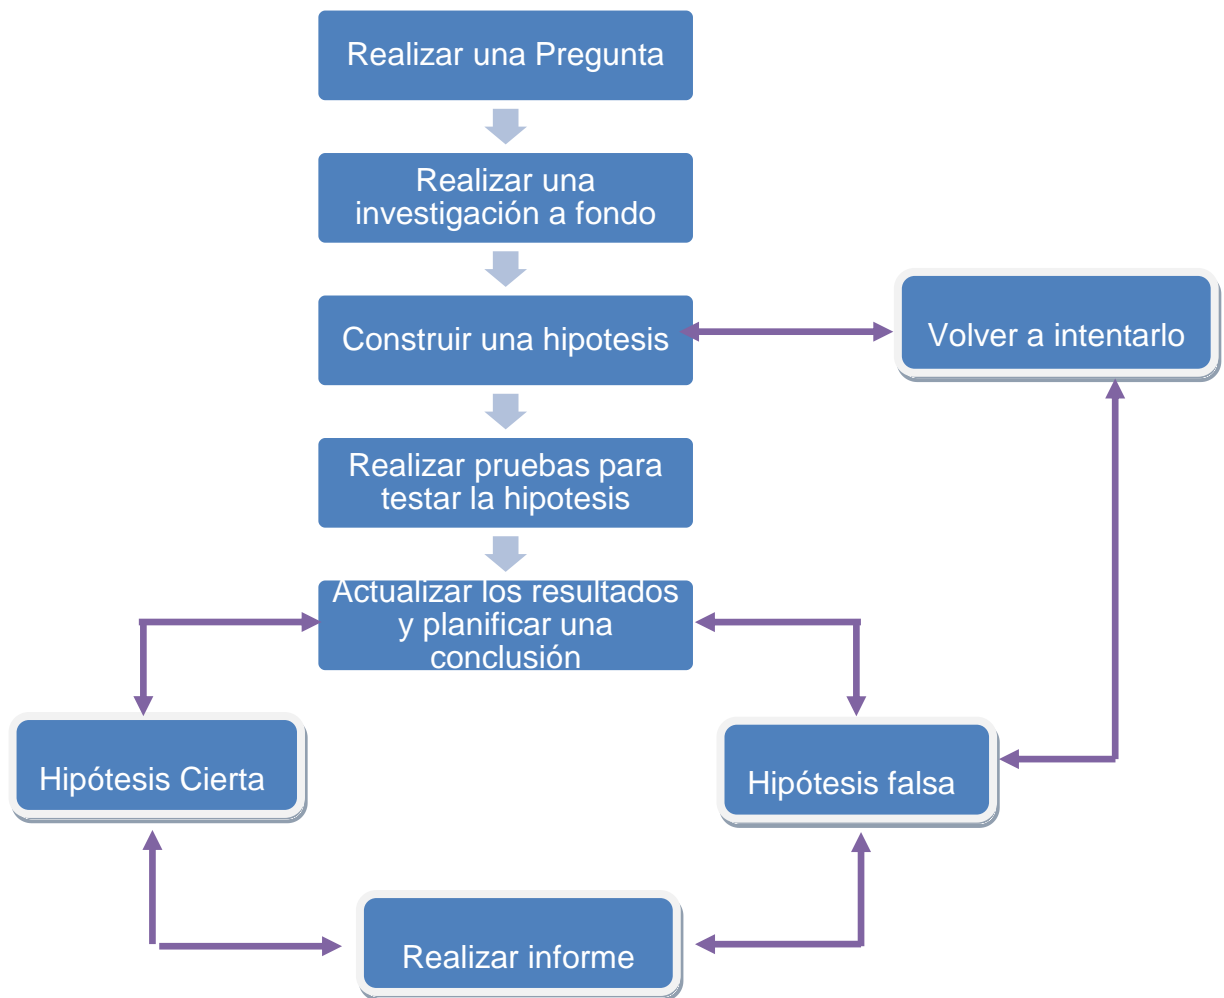 Realizar una Pregunta
Realizar una
investigación a fondo
Construir una hipotesis
Volver a intentarlo
Realizar pruebas para
testar la hipotesis
Actualizar los resultados
y planificar una
conclusión
Hipótesis Cierta
Hipótesis falsa
Realizar informe